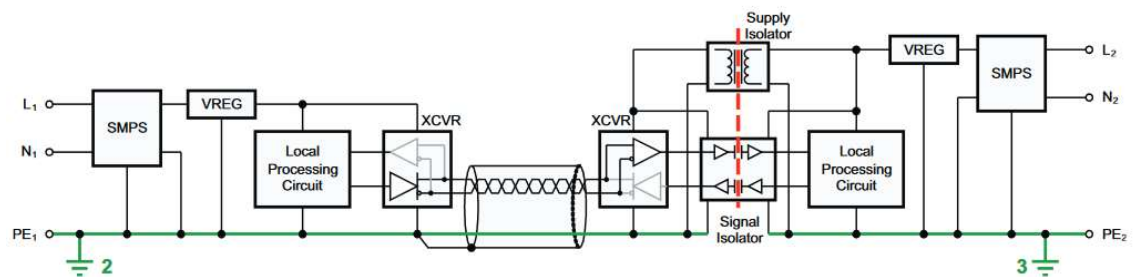 Supply
Isolator
L₂
VREG
SMPS
N₂
L₁
SMPS
VREG
XCVR
XCVR
N₁
Local
Processing
Circuit
Local
Processing
Circuit
Signal
Isolator
PE₁
PE₂
2
3